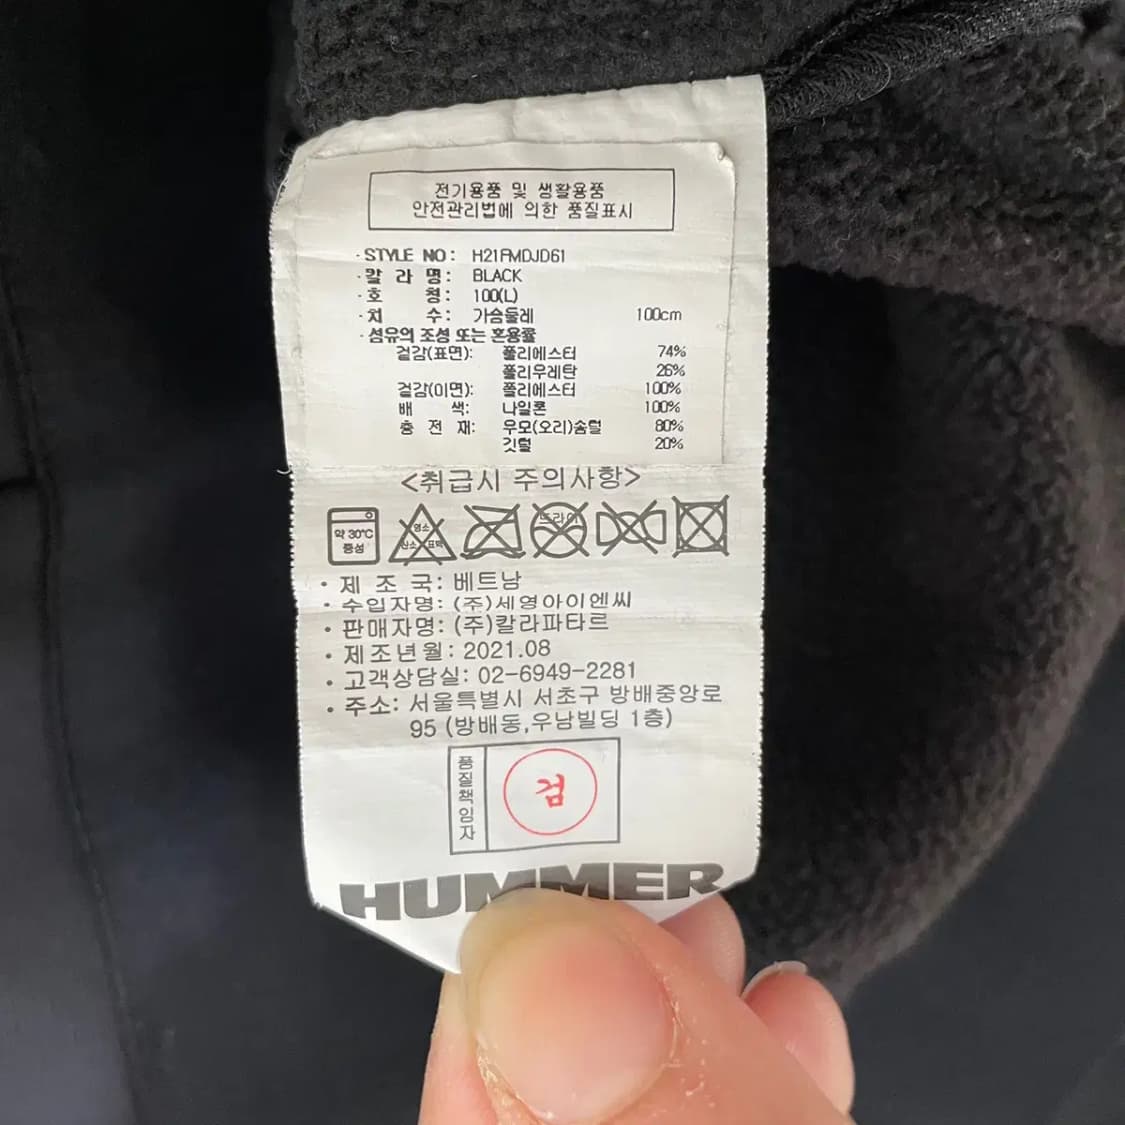 전기용품 및 생활용품
안전관리법에 의한 품질표시
· STYLE NO : H21FMDJD61
· 칼 라 명 : BLACK
· 호 칭 : 100(L)
· 치 수 : 가슴둘레 100cm
· 섬유의 조성 또는 혼용률
겉감(표면): 폴리에스터 74%
폴리우레탄 26%
겉감(이면): 폴리에스터 100%
배 색: 나일론 100%
충 전 재: 우모(오리)솜털 80%
깃털 20%
<취급시 주의사항>
약 30℃
중성
염소
산소 표백
드라이
• 제 조 국: 베트남
• 수입자명: (주)세영아이엔씨
• 판매자명: (주)칼라파타르
• 제조년월: 2021.08
• 고객상담실: 02-6949-2281
• 주소: 서울특별시 서초구 방배중앙로
95 (방배동,우남빌딩 1층)
품질책임자
검
HUMMER